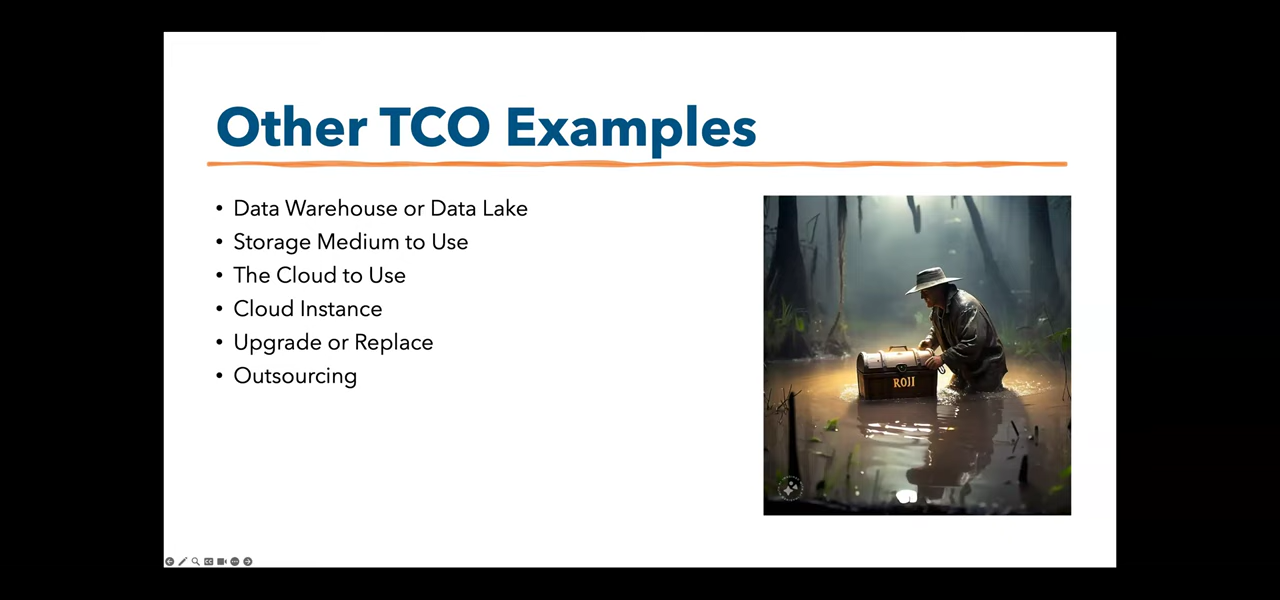 Other TCO Examples
• Data Warehouse or Data Lake
• Storage Medium to Use
• The Cloud to Use
• Cloud Instance
• Upgrade or Replace
• Outsourcing
ROJI